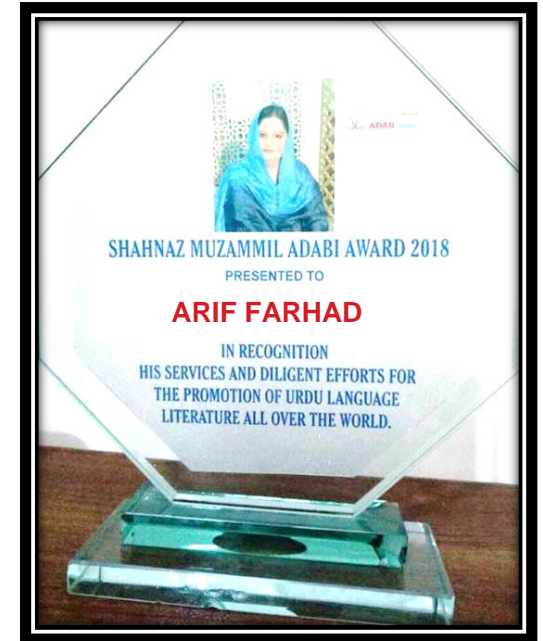 ADAB
SHAHNAZ MUZAMMIL ADABI AWARD 2018
PRESENTED TO
ARIF FARHAD
IN RECOGNITION
HIS SERVICES AND DILIGENT EFFORTS FOR
THE PROMOTION OF URDU LANGUAGE
LITERATURE ALL OVER THE WORLD.